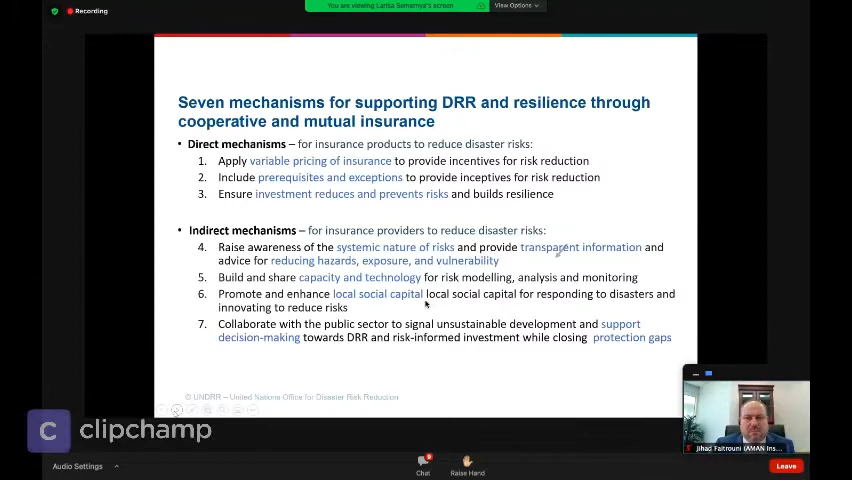 Recording
You are viewing Larisa Semernya's screen
View Options
Seven mechanisms for supporting DRR and resilience through
cooperative and mutual insurance
• Direct mechanisms – for insurance products to reduce disaster risks:
1. Apply variable pricing of insurance to provide incentives for risk reduction
2. Include prerequisites and exceptions to provide inceptives for risk reduction
3. Ensure investment reduces and prevents risks and builds resilience
• Indirect mechanisms – for insurance providers to reduce disaster risks:
4. Raise awareness of the systemic nature of risks and provide transparent information and
advice for reducing hazards, exposure, and vulnerability
5. Build and share capacity and technology for risk modelling, analysis and monitoring
6. Promote and enhance local social capital local social capital for responding to disasters and
innovating to reduce risks
7. Collaborate with the public sector to signal unsustainable development and support
decision-making towards DRR and risk-informed investment while closing protection gaps
© UNDRR – United Nations Office for Disaster Risk Reduction
C clipchamp
Jihad Faitrouni (AMAN Ins...
Audio Settings
Chat
Raise Hand
Leave